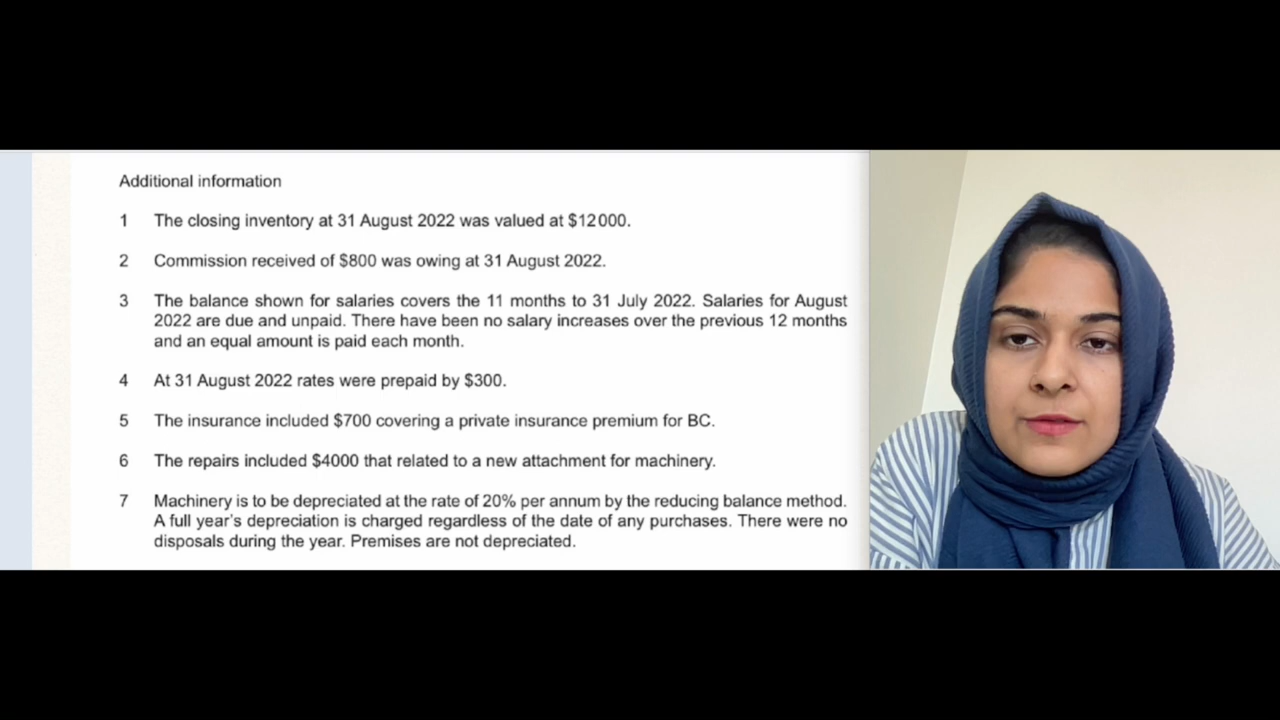 Additional information
1 The closing inventory at 31 August 2022 was valued at $12 000.
2 Commission received of $800 was owing at 31 August 2022.
3 The balance shown for salaries covers the 11 months to 31 July 2022. Salaries for August
2022 are due and unpaid. There have been no salary increases over the previous 12 months
and an equal amount is paid each month.
4 At 31 August 2022 rates were prepaid by $300.
5 The insurance included $700 covering a private insurance premium for BC.
6 The repairs included $4000 that related to a new attachment for machinery.
7 Machinery is to be depreciated at the rate of 20% per annum by the reducing balance method.
A full year's depreciation is charged regardless of the date of any purchases. There were no
disposals during the year. Premises are not depreciated.